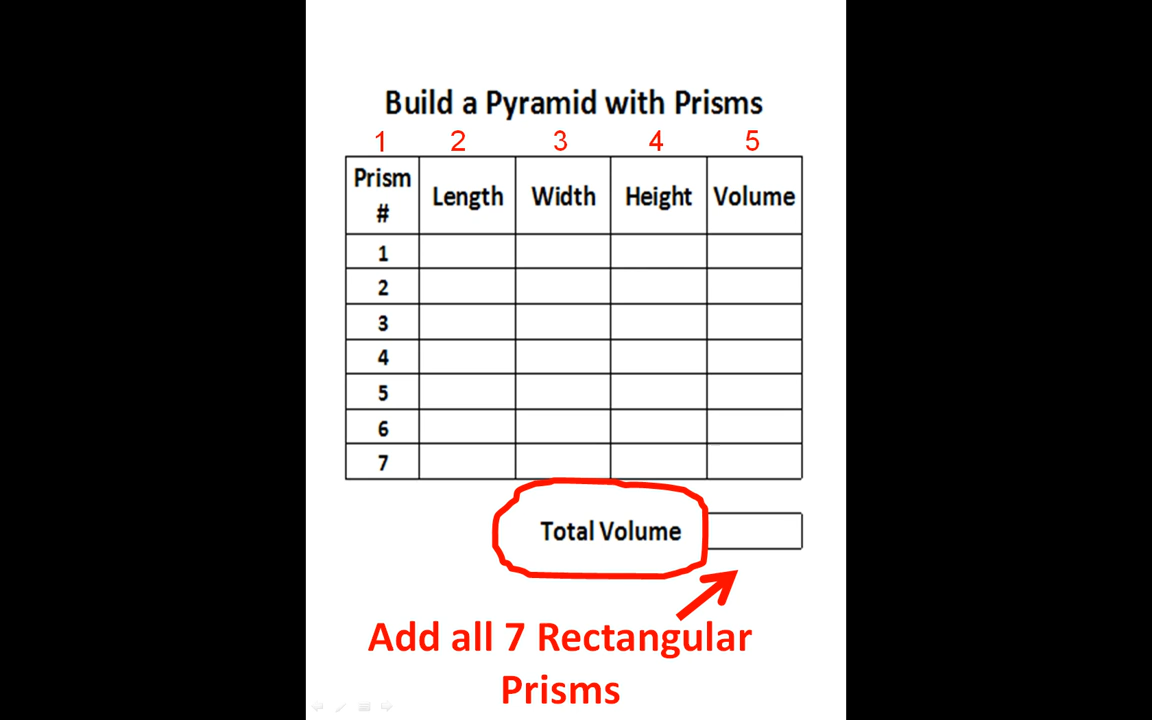 Build a Pyramid with Prisms
1 2 3 4 5
Prism # Length Width Height Volume
1
2
3
4
5
6
7
Total Volume
Add all 7 Rectangular
Prisms